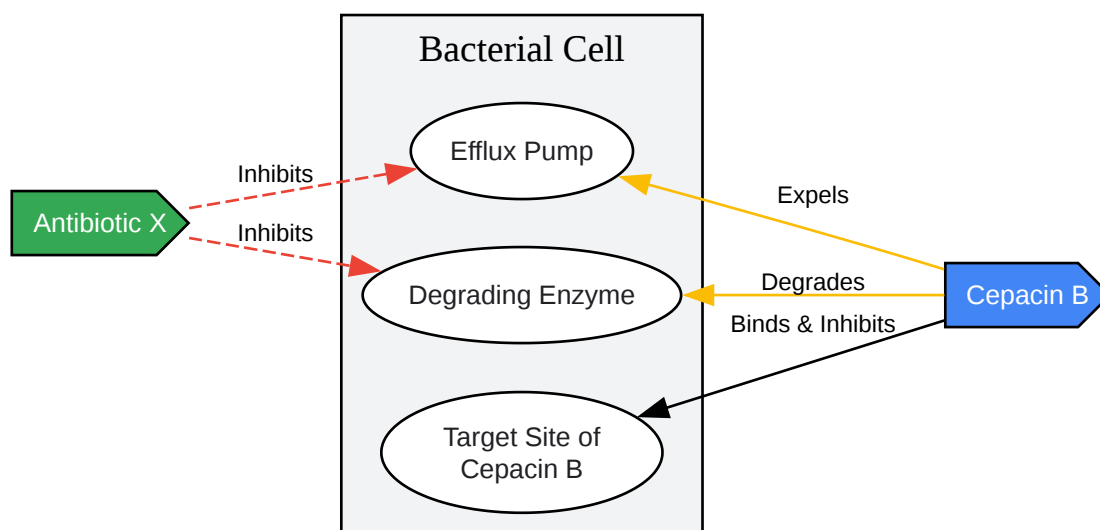 Bacterial Cell
Efflux Pump
Inhibits
Expels
Antibiotic X
Inhibits
Degrading Enzyme
Degrades
Cepacin B
Binds & Inhibits
Target Site of
Cepacin B